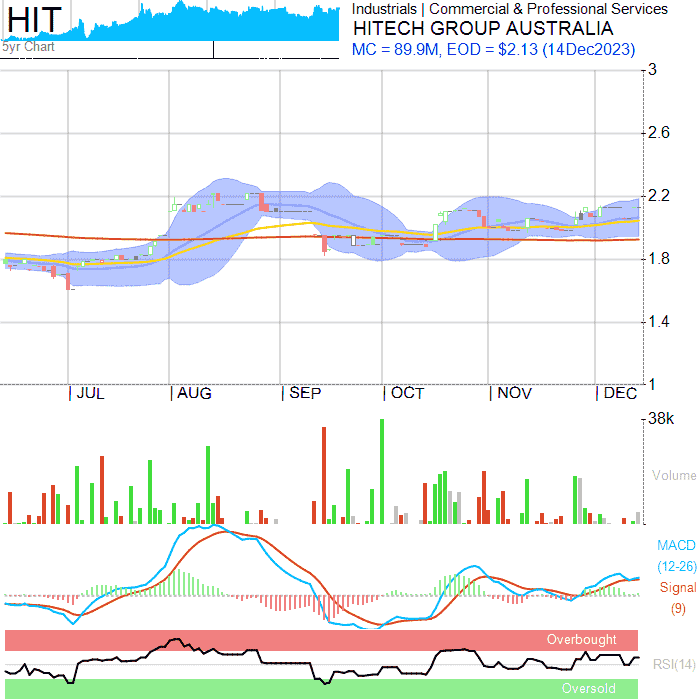 HIT
5yr Chart
Industrials | Commercial & Professional Services
HITECH GROUP AUSTRALIA
MC = 89.9M, EOD = $2.13 (14Dec2023)
3
2.6
2.2
1.8
1.4
1
JUL AUG SEP OCT NOV DEC
38k
Volume
MACD
(12-26)
Signal
(9)
Overbought
RSI(14)
Oversold